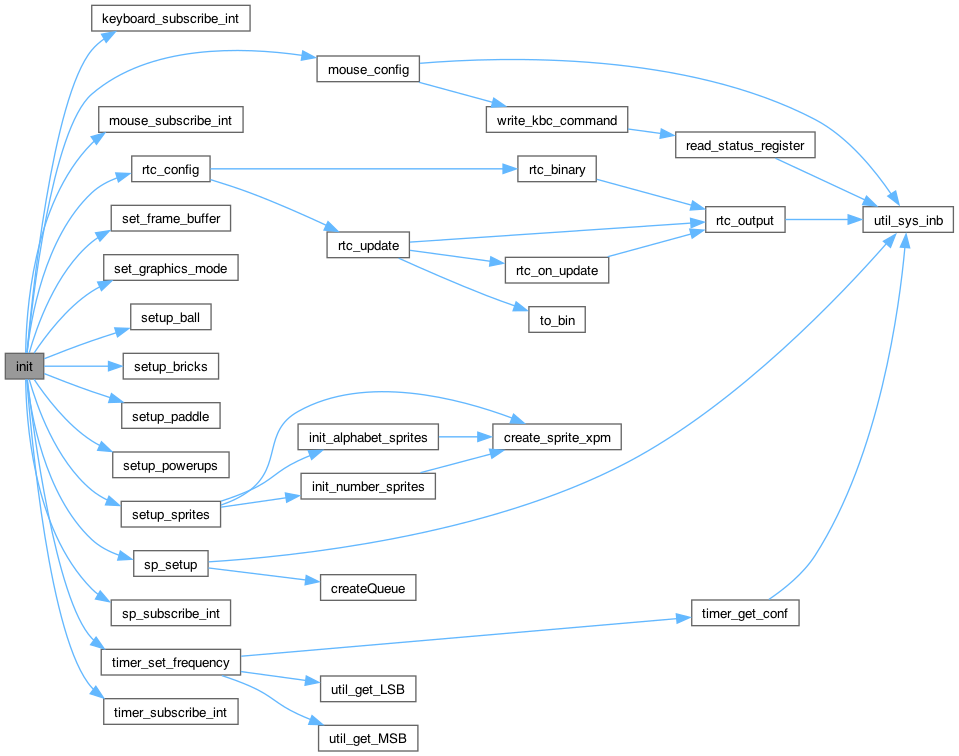 keyboard_subscribe_int
mouse_config
mouse_subscribe_int
write_kbc_command
read_status_register
rtc_config
rtc_binary
set_frame_buffer
rtc_output
util_sys_inb
rtc_update
set_graphics_mode
rtc_on_update
setup_ball
to_bin
init
setup_bricks
setup_paddle
init_alphabet_sprites
create_sprite_xpm
setup_powerups
init_number_sprites
setup_sprites
sp_setup
createQueue
sp_subscribe_int
timer_get_conf
timer_set_frequency
util_get_LSB
timer_subscribe_int
util_get_MSB